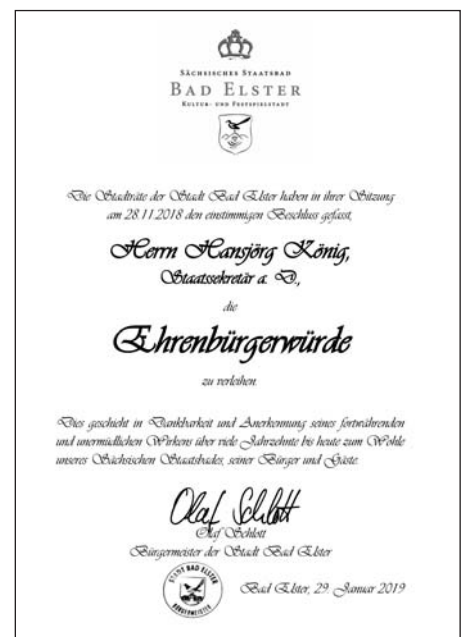 SÄCHSISCHES STAATSBAD
BAD ELSTER
KULTUR- UND FESTSPIELSTADT
Die Stadträte der Stadt Bad Elster haben in ihrer Sitzung
am 28.11.2018 den einstimmigen Beschluss gefasst,
Herrn Hansjörg König,
Staatssekretär a. D.,
die
Ehrenbürgerwürde
zu verleihen.
Dies geschieht in Dankbarkeit und Anerkennung seines fortwährenden
und unermüdlichen Wirkens über viele Jahrzehnte bis heute zum Wohle
unseres Sächsischen Staatsbades, seiner Bürger und Gäste.
Olaf Schlott
Olaf Schlott
Bürgermeister der Stadt Bad Elster
STADT BAD ELSTER
BÜRGERMEISTER
Bad Elster, 29. Januar 2019